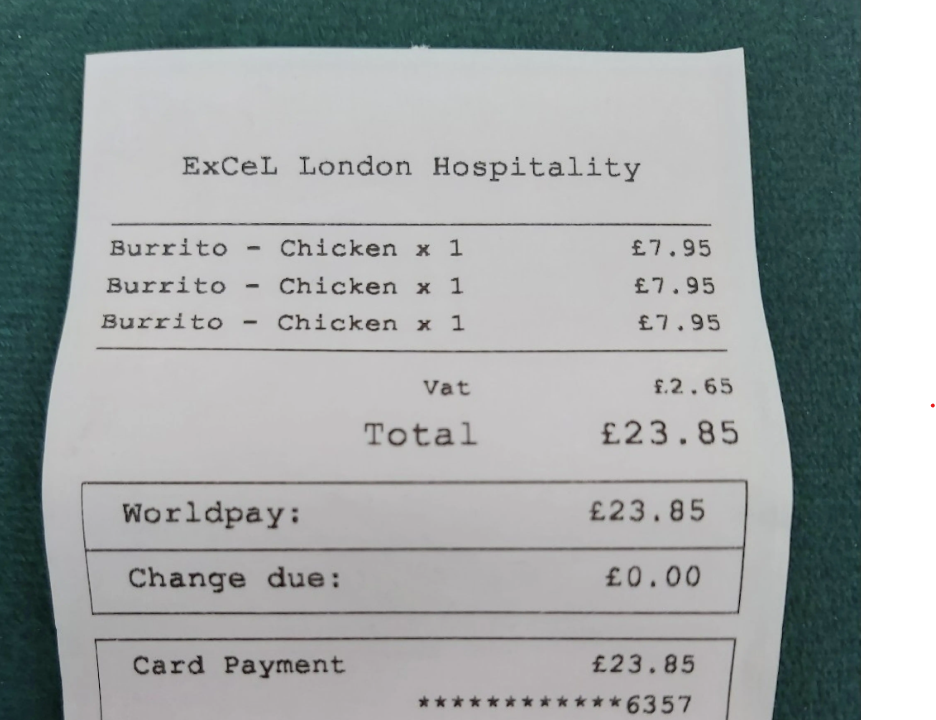 ExCeL London Hospitality
Burrito - Chicken x 1 £7.95
Burrito - Chicken x 1 £7.95
Burrito - Chicken x 1 £7.95
Vat £2.65
Total £23.85
Worldpay: £23.85
Change due: £0.00
Card Payment £23.85
************6357